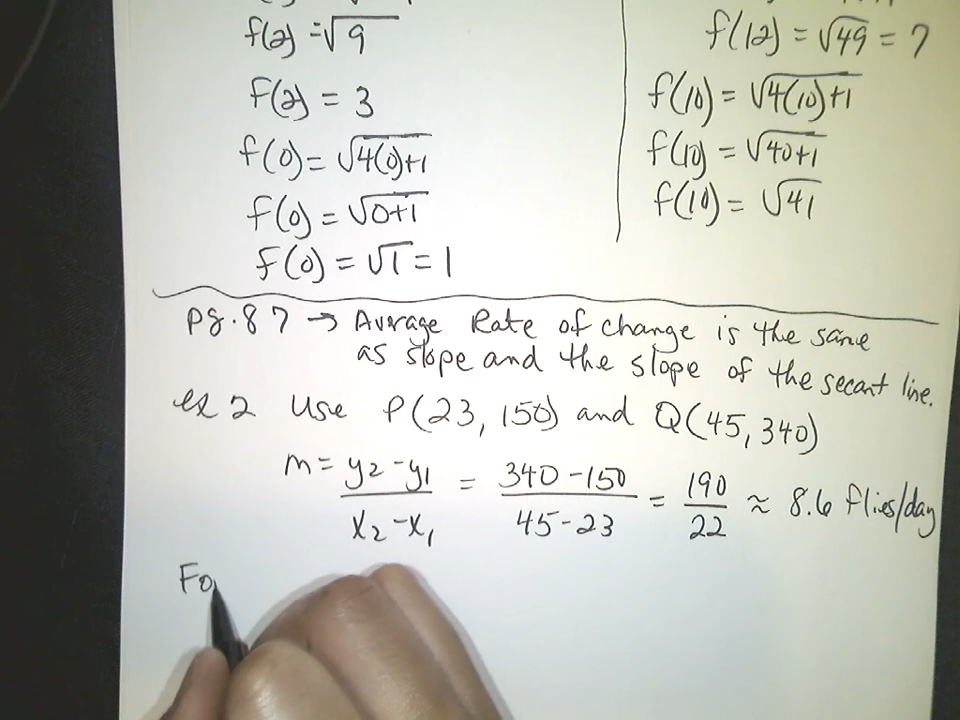 f(2) = √9
f(2) = 3
f(0) = √4(0)+1
f(0) = √0+1
f(0) = √1 = 1
f(12) = √49 = 7
f(10) = √4(10)+1
f(10) = √40+1
f(10) = √41
pg. 87 → Average Rate of change is the same
as slope and the slope of the secant line.
ex 2 Use P(23, 150) and Q(45, 340)
m = y₂-y₁ / x₂-x₁ = 340-150 / 45-23 = 190 / 22 ≈ 8.6 flies/day
Fo